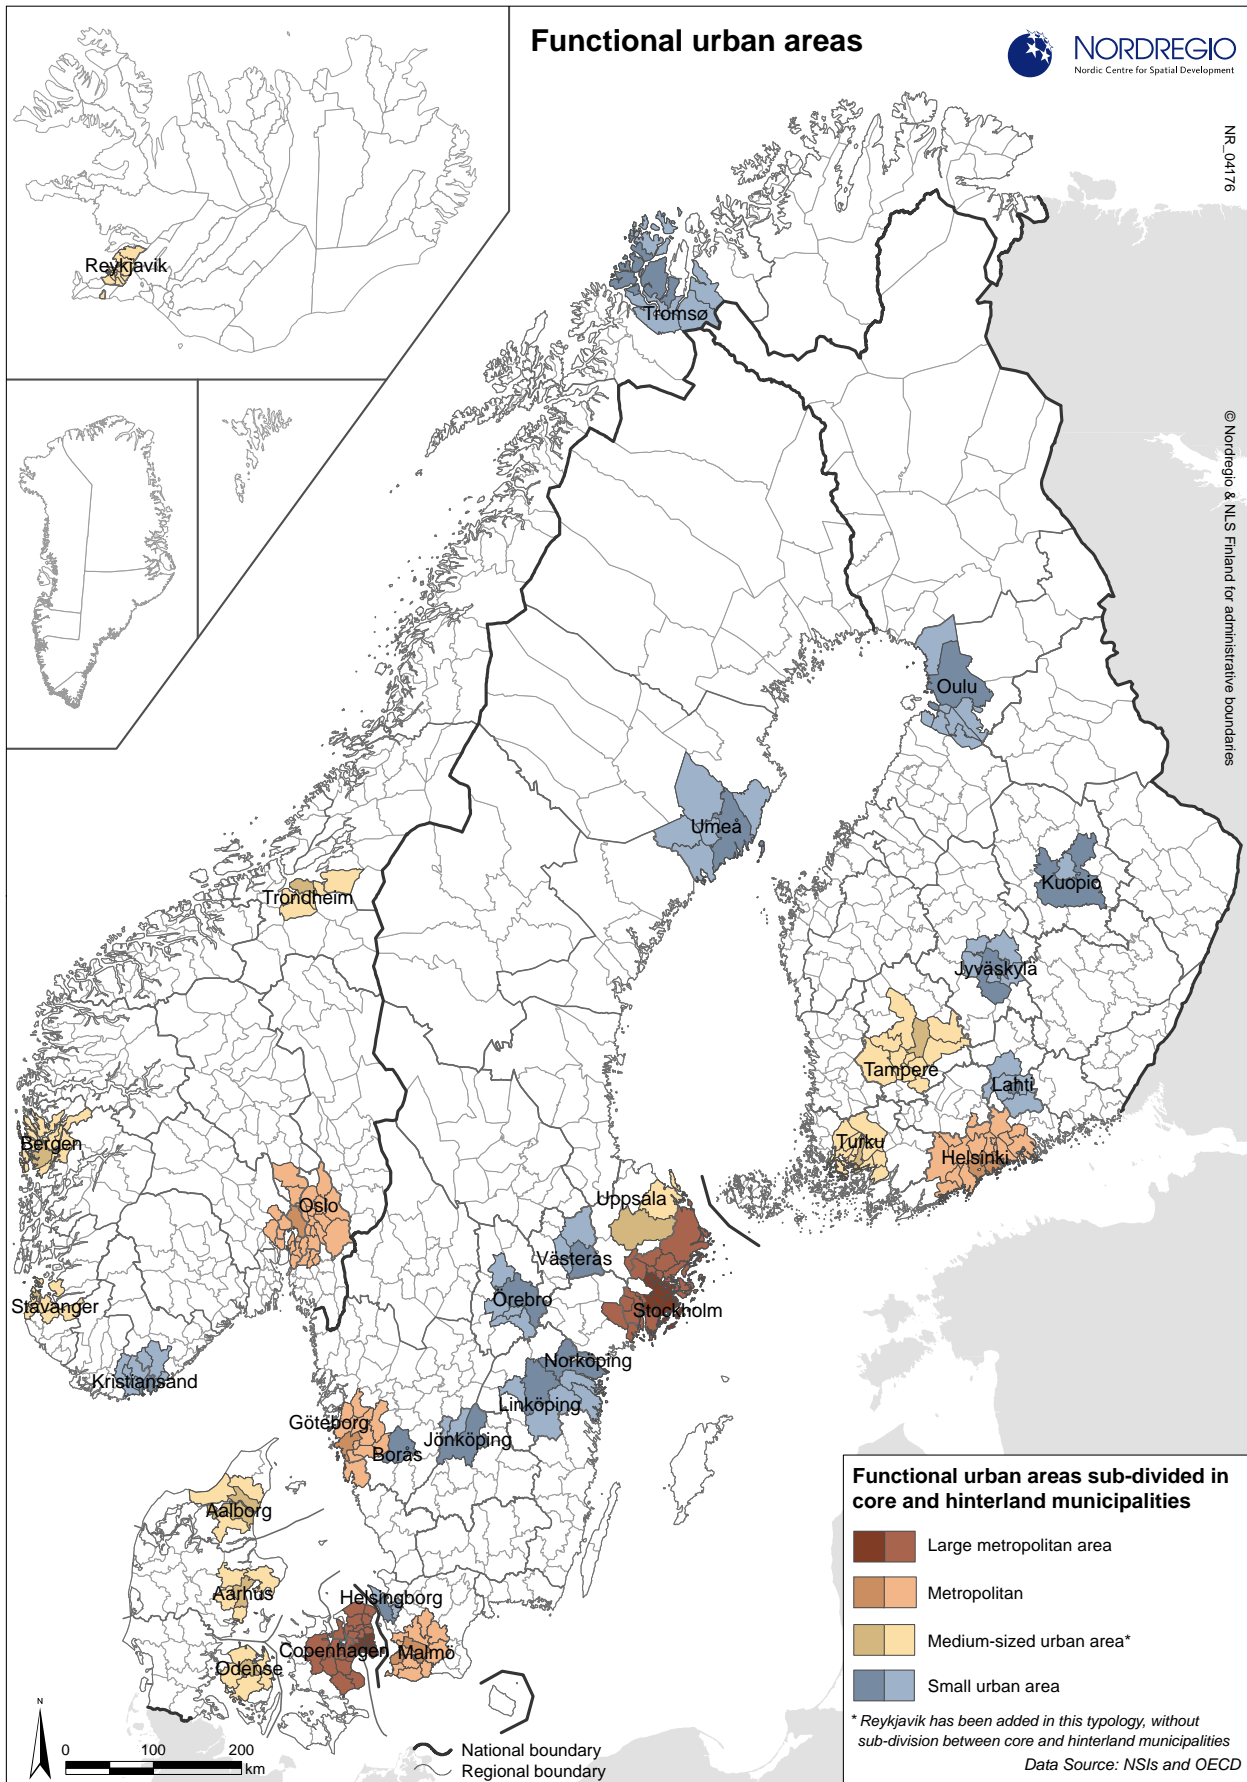 Functional urban areas
NORDREGIO
Nordic Centre for Spatial Development
NR_04176
© Nordregio & NLS Finland for administrative boundaries
Reykjavik
Tromsø
Oulu
Umeå
Kuopio
Trondheim
Jyväskylä
Tampere
Lahti
Bergen
Turku
Helsinki
Oslo
Uppsala
Västerås
Stavanger
Örebro
Stockholm
Kristiansand
Norköping
Linköping
Göteborg
Borås
Jönköping
Aalborg
Aarhus
Helsingborg
Copenhagen
Malmö
Odense
Functional urban areas sub-divided in
core and hinterland municipalities
Large metropolitan area
Metropolitan
Medium-sized urban area*
Small urban area
* Reykjavik has been added in this typology, without
sub-division between core and hinterland municipalities
Data Source: NSIs and OECD
N
0 100 200
km
National boundary
Regional boundary